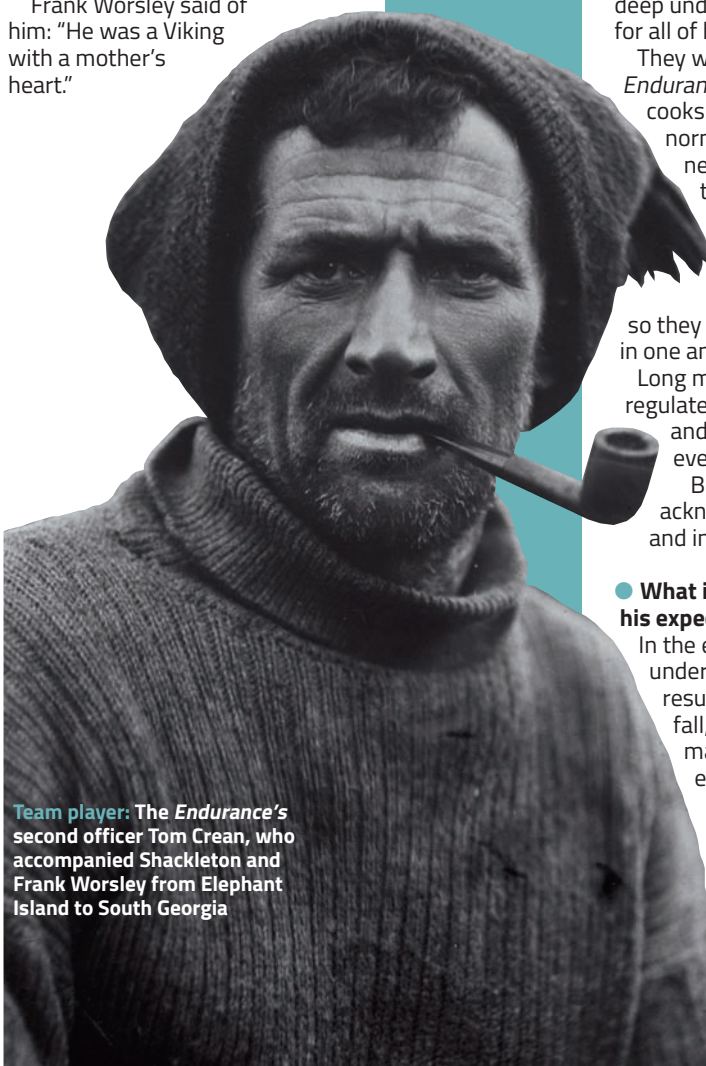 Frank Worsley said of
him: “He was a Viking
with a mother’s
heart.”
Team player: The Endurance’s
second officer Tom Crean, who
accompanied Shackleton and
Frank Worsley from Elephant
Island to South Georgia
deep und
for all of h
They w
Enduran
cooks
norn
ne
t
so they
in one an
Long m
regulate
and
eve
B
ackn
and in
● What i
his expe
In the e
under
resu
fall,
ma
e